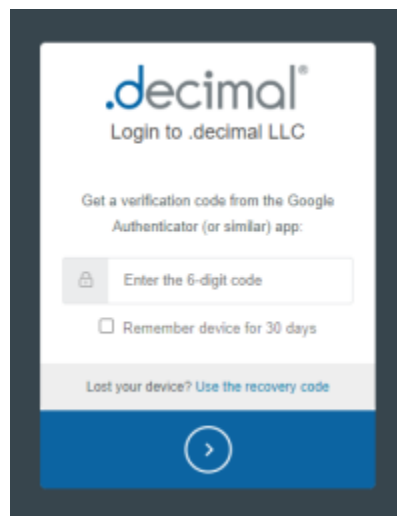 .decimal®
Login to .decimal LLC
Get a verification code from the Google
Authenticator (or similar) app:
Enter the 6-digit code
Remember device for 30 days
Lost your device? Use the recovery code